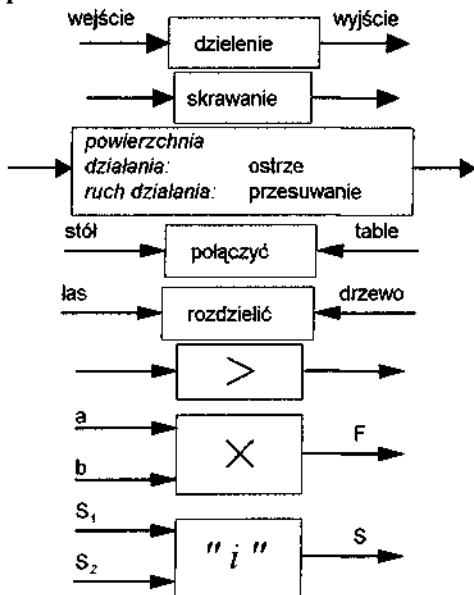 wejście wyjście
dzielenie
skrawanie
powierzchnia
działania: ostrze
ruch działania: przesuwanie
stół table
połączyć
las drzewo
rozdzielić
>
a
× F
b
S₁
" i " S
S₂